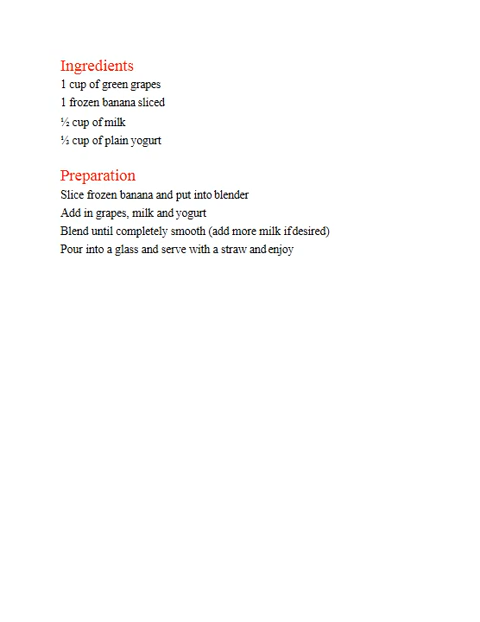 Ingredients
1 cup of green grapes
1 frozen banana sliced
½ cup of milk
½ cup of plain yogurt
Preparation
Slice frozen banana and put into blender
Add in grapes, milk and yogurt
Blend until completely smooth (add more milk if desired)
Pour into a glass and serve with a straw and enjoy